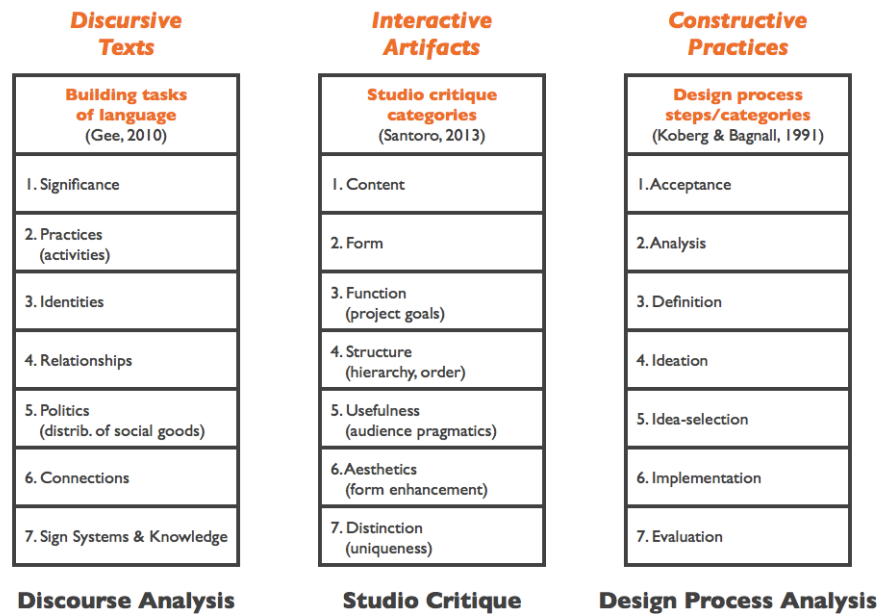 Discursive
Texts
Building tasks
of language
(Gee, 2010)
1. Significance
2. Practices
(activities)
3. Identities
4. Relationships
5. Politics
(distrib. of social goods)
6. Connections
7. Sign Systems & Knowledge
Discourse Analysis
Interactive
Artifacts
Studio critique
categories
(Santoro, 2013)
1. Content
2. Form
3. Function
(project goals)
4. Structure
(hierarchy, order)
5. Usefulness
(audience pragmatics)
6. Aesthetics
(form enhancement)
7. Distinction
(uniqueness)
Studio Critique
Constructive
Practices
Design process
steps/categories
(Koberg & Bagnall, 1991)
1. Acceptance
2. Analysis
3. Definition
4. Ideation
5. Idea-selection
6. Implementation
7. Evaluation
Design Process Analysis